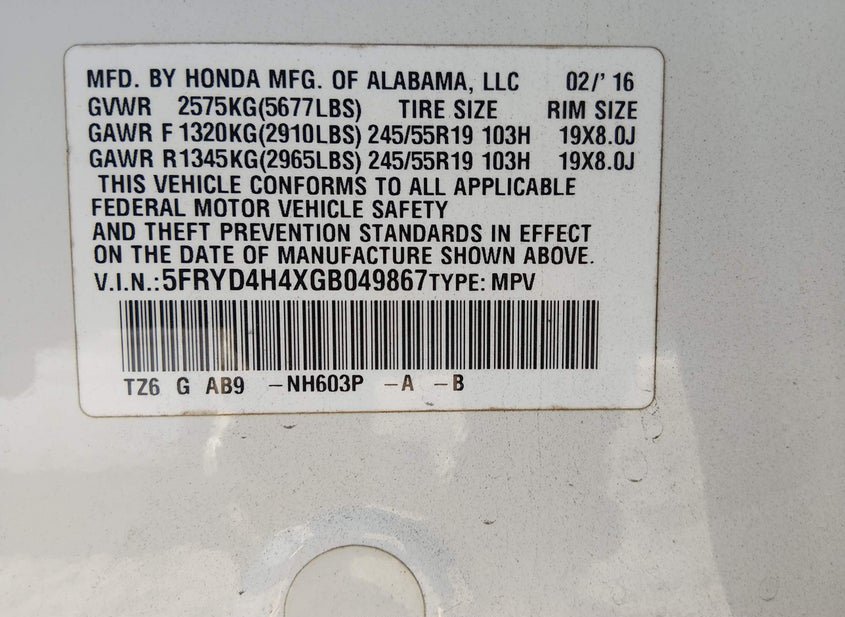 MFD. BY HONDA MFG. OF ALABAMA, LLC 02/'16
GVWR 2575KG(5677LBS) TIRE SIZE RIM SIZE
GAWR F 1320KG(2910LBS) 245/55R19 103H 19X8.0J
GAWR R1345KG(2965LBS) 245/55R19 103H 19X8.0J
THIS VEHICLE CONFORMS TO ALL APPLICABLE
FEDERAL MOTOR VEHICLE SAFETY
AND THEFT PREVENTION STANDARDS IN EFFECT
ON THE DATE OF MANUFACTURE SHOWN ABOVE.
V.I.N.:5FRYD4H4XGB049867TYPE: MPV
TZ6 G AB9 -NH603P -A -B